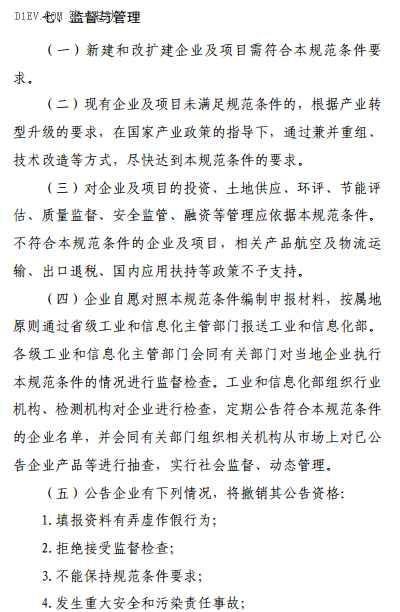 D1EV.COM
七、监督与管理
（一）新建和改扩建企业及项目需符合本规范条件要
求。
（二）现有企业及项目未满足规范条件的，根据产业转
型升级的要求，在国家产业政策的指导下，通过兼并重组、
技术改造等方式，尽快达到本规范条件的要求。
（三）对企业及项目的投资、土地供应、环评、节能评
估、质量监督、安全监管、融资等管理应依据本规范条件。
不符合本规范条件的企业及项目，相关产品航空及物流运
输、出口退税、国内应用扶持等政策不予支持。
（四）企业自愿对照本规范条件编制申报材料，按属地
原则通过省级工业和信息化主管部门报送工业和信息化部。
各级工业和信息化主管部门会同有关部门对当地企业执行
本规范条件的情况进行监督检查。工业和信息化部组织行业
机构、检测机构对企业进行检查，定期公告符合本规范条件
的企业名单，并会同有关部门组织相关机构从市场上对已公
告企业产品等进行抽查，实行社会监督、动态管理。
（五）公告企业有下列情况，将撤销其公告资格：
1.填报资料有弄虚作假行为；
2.拒绝接受监督检查；
3.不能保持规范条件要求；
4.发生重大安全和污染责任事故；